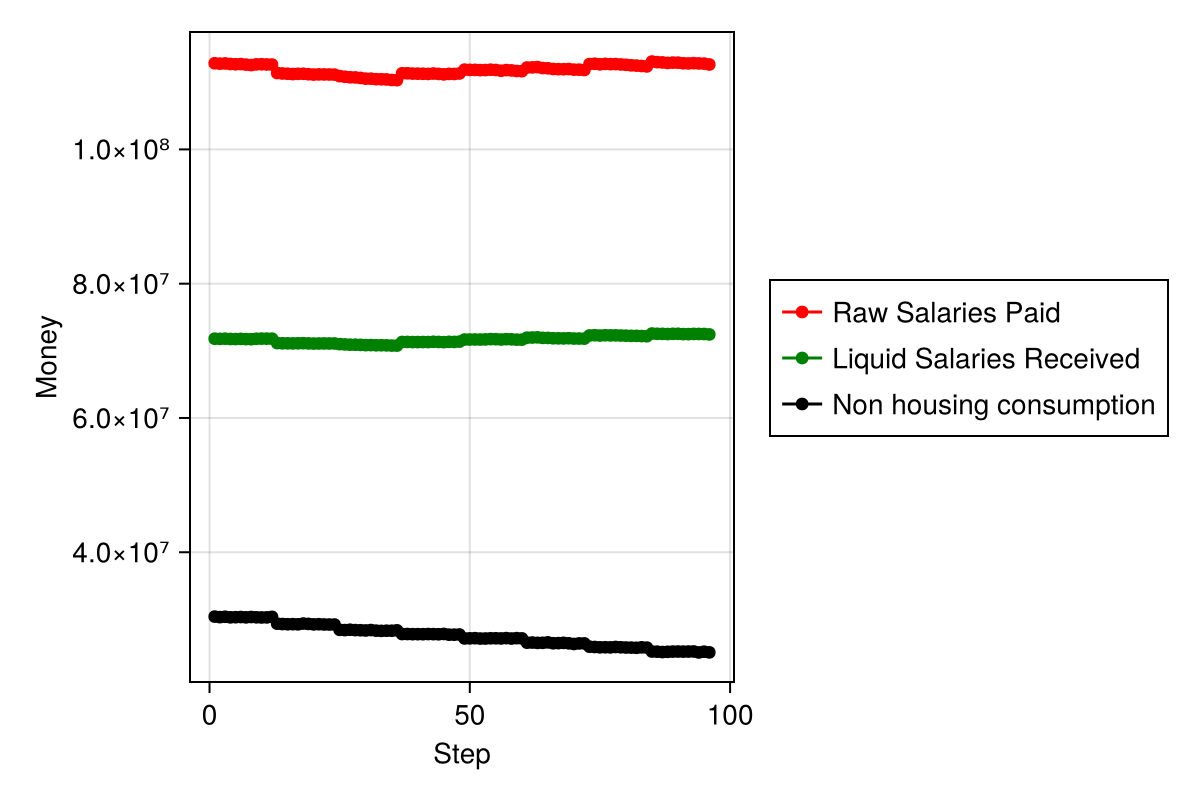 1.0×10⁸
8.0×10⁷
6.0×10⁷
4.0×10⁷
Money
0 50 100
Step
Raw Salaries Paid
Liquid Salaries Received
Non housing consumption